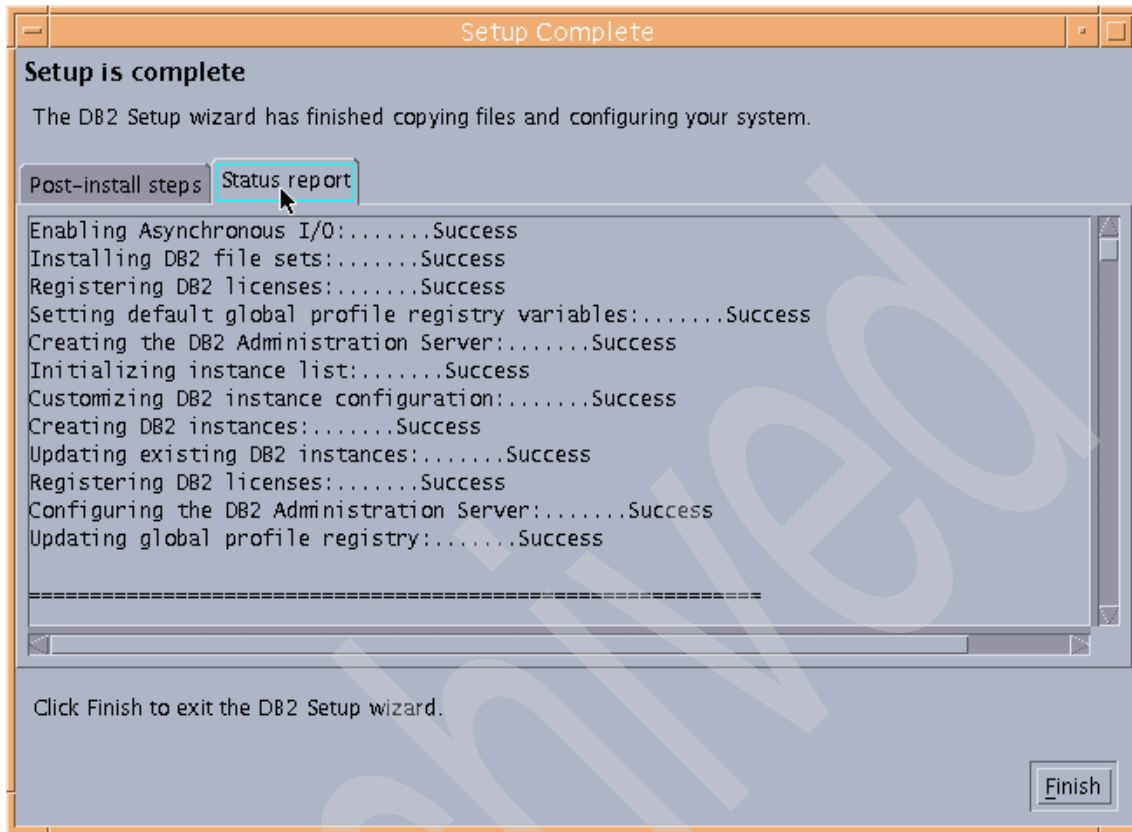 Setup Complete
Setup is complete
The DB2 Setup wizard has finished copying files and configuring your system.
Post-install steps
Status report
Enabling Asynchronous I/O:.......Success
Installing DB2 file sets:.......Success
Registering DB2 licenses:.......Success
Setting default global profile registry variables:.......Success
Creating the DB2 Administration Server:.......Success
Initializing instance list:.......Success
Customizing DB2 instance configuration:.......Success
Creating DB2 instances:.......Success
Updating existing DB2 instances:.......Success
Registering DB2 licenses:.......Success
Configuring the DB2 Administration Server:.......Success
Updating global profile registry:.......Success
============================================================
Click Finish to exit the DB2 Setup wizard.
Finish
hived